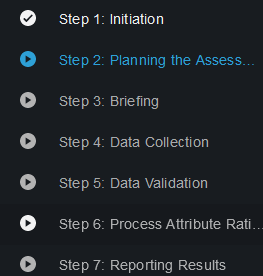 Step 1: Initiation
Step 2: Planning the Assess...
Step 3: Briefing
Step 4: Data Collection
Step 5: Data Validation
Step 6: Process Attribute Rati...
Step 7: Reporting Results